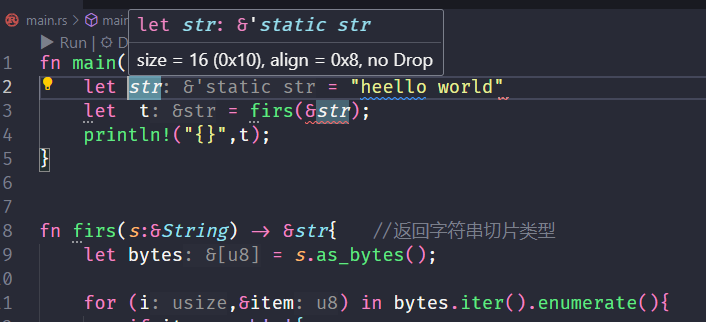 main.rs > main
let str: &'static str
size = 16 (0x10), align = 0x8, no Drop
▶ Run | D
1 fn main(
2 let str: &'static str = "heello world"
3 let t: &str = firs(&str);
4 println!("{}",t);
5 }
6
7
8 fn firs(s:&String) -> &str{ //返回字符串切片类型
9 let bytes: &[u8] = s.as_bytes();
0
1 for (i: usize,&item: u8) in bytes.iter().enumerate(){